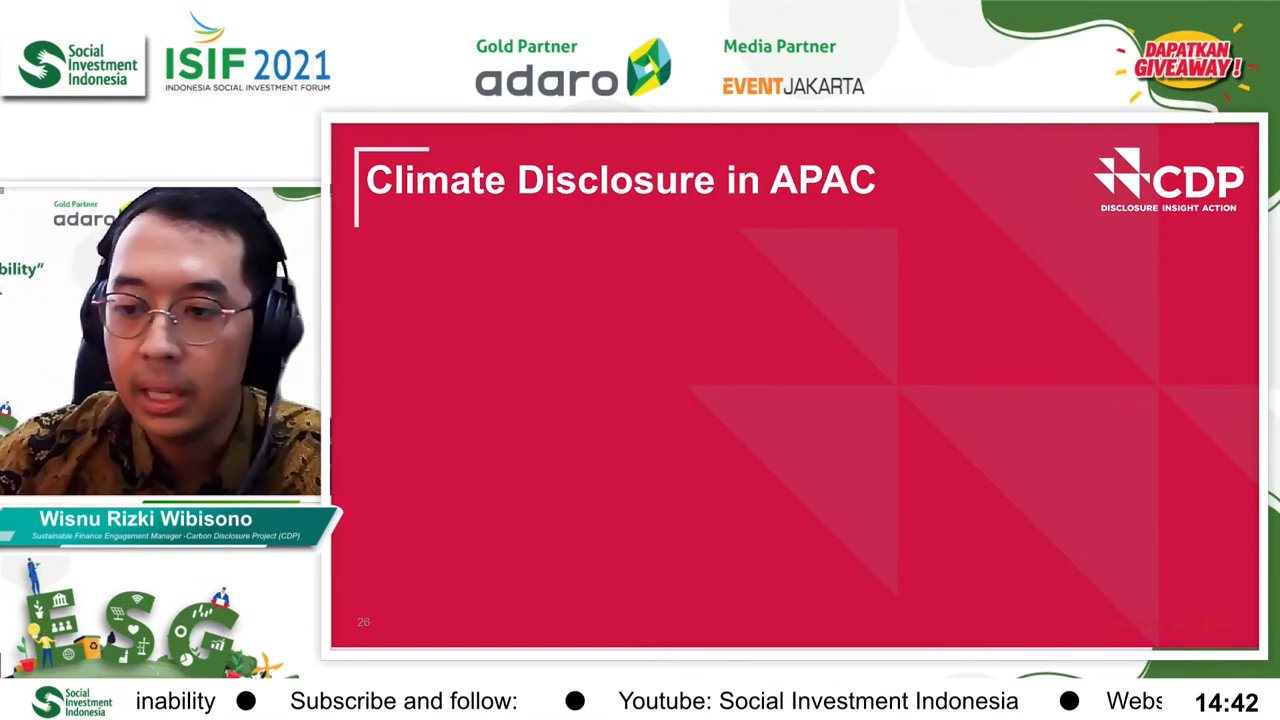 Social
Investment
Indonesia
ISIF 2021
INDONESIA SOCIAL INVESTMENT FORUM
Gold Partner
adaro
Media Partner
EVENTJAKARTA
DAPATKAN
GIVEAWAY !
Climate Disclosure in APAC
CDP
DISCLOSURE INSIGHT ACTION
Gold Partner
adaro
bility"
Wisnu Rizki Wibisono
Sustainable Finance Engagement Manager -Carbon Disclosure Project (CDP)
ESG
26
Social
Investment
Indonesia
inability ● Subscribe and follow: ● Youtube: Social Investment Indonesia ● Webs
14:42